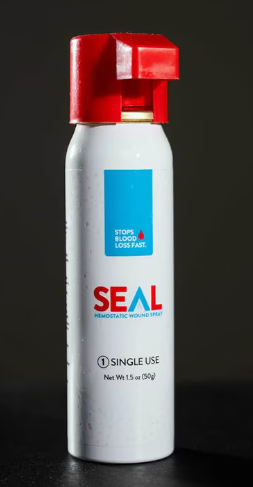 STOPS
BLOOD
LOSS FAST.
SEAL
HEMOSTATIC WOUND SPRAY
1 SINGLE USE
Net Wt 1.5 oz (50g)